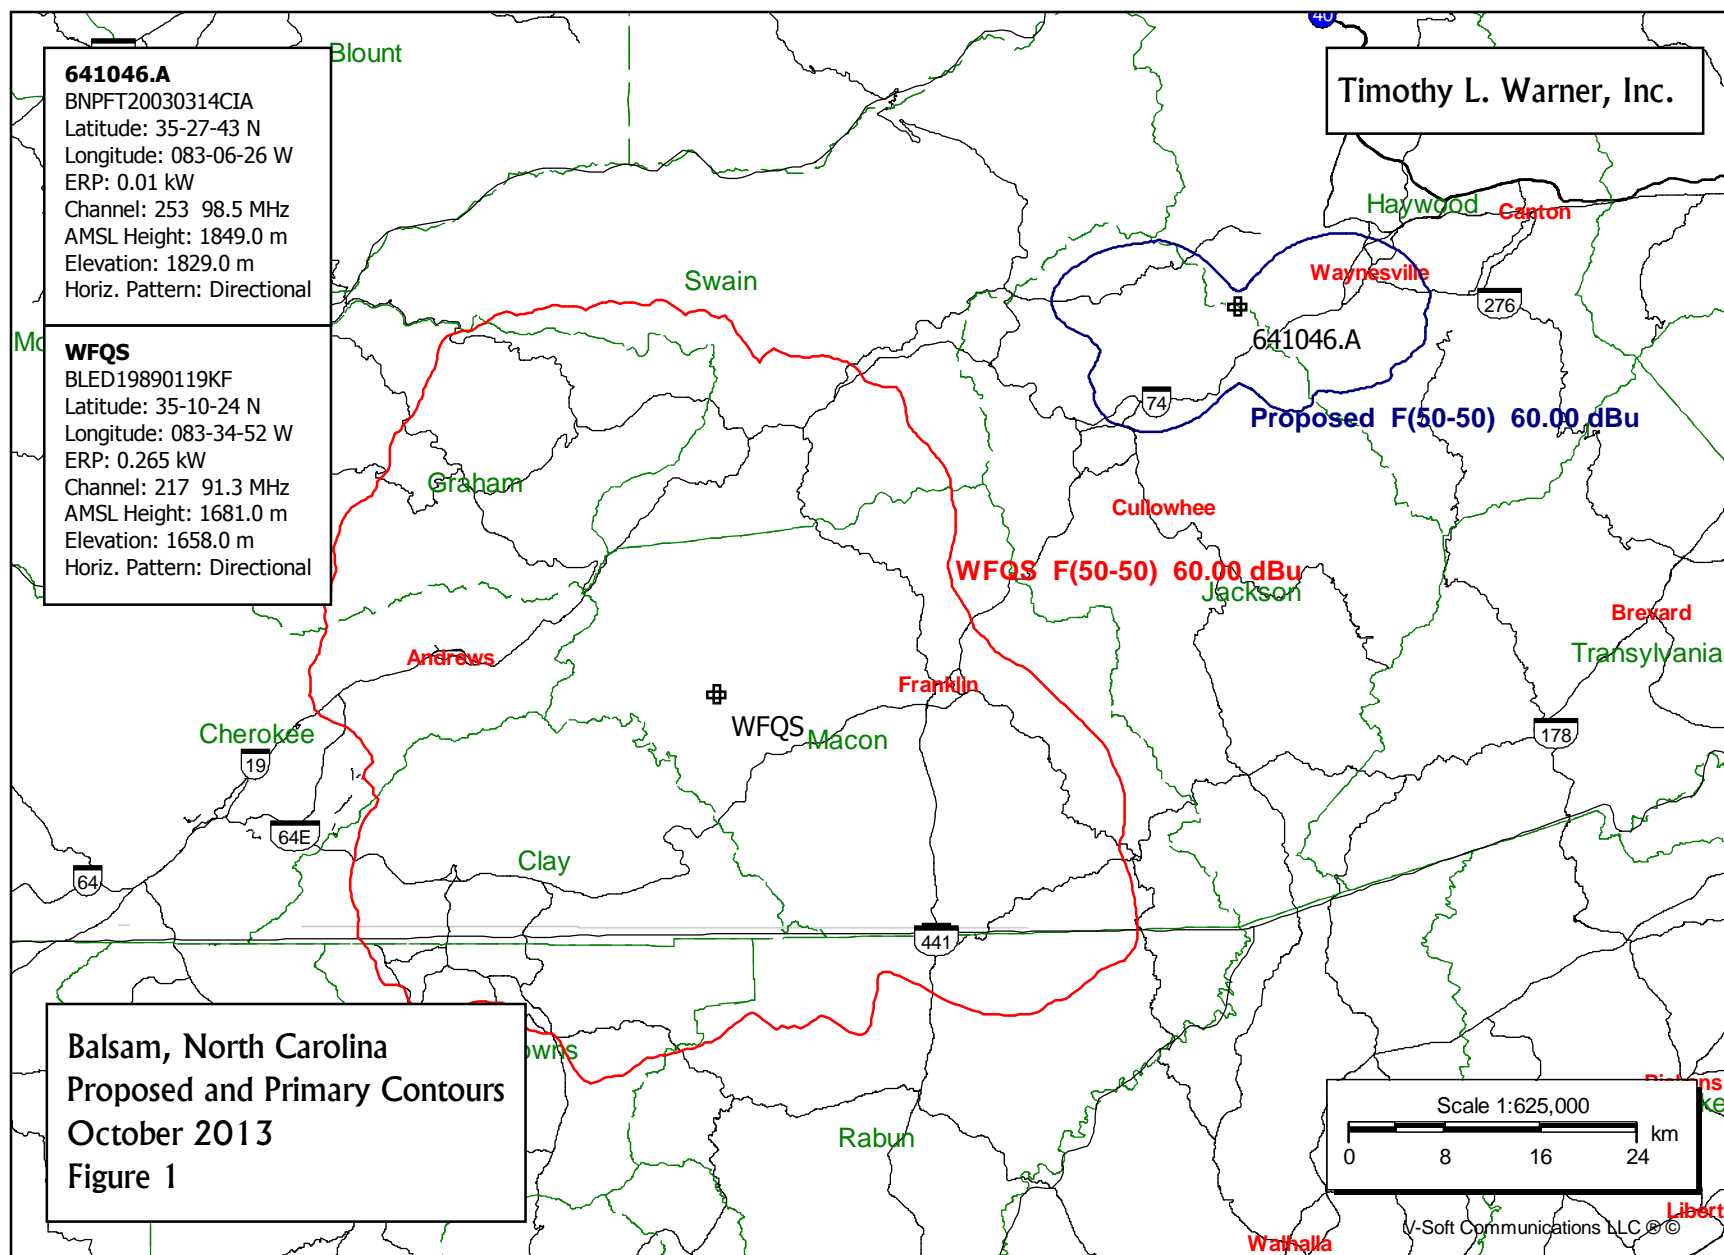 40
Blount
641046.A
BNPFT20030314CIA
Latitude: 35-27-43 N
Longitude: 083-06-26 W
ERP: 0.01 kW
Channel: 253  98.5 MHz
AMSL Height: 1849.0 m
Elevation: 1829.0 m
Horiz. Pattern: Directional
WFQS
BLED19890119KF
Latitude: 35-10-24 N
Longitude: 083-34-52 W
ERP: 0.265 kW
Channel: 217  91.3 MHz
AMSL Height: 1681.0 m
Elevation: 1658.0 m
Horiz. Pattern: Directional
Timothy L. Warner, Inc.
Haywood
Canton
Waynesville
Swain
276
641046.A
74
Proposed  F(50-50)  60.00 dBu
Graham
Cullowhee
WFQS  F(50-50)  60.00 dBu
Jackson
Brevard
Transylvania
Andrews
Franklin
WFQS
Macon
Cherokee
19
178
64E
Clay
64
441
owns
Rabun
Balsam, North Carolina
Proposed and Primary Contours
October 2013
Figure 1
Scale 1:625,000
km
0 8 16 24
V-Soft Communications LLC ® ©
Libert
Walhalla